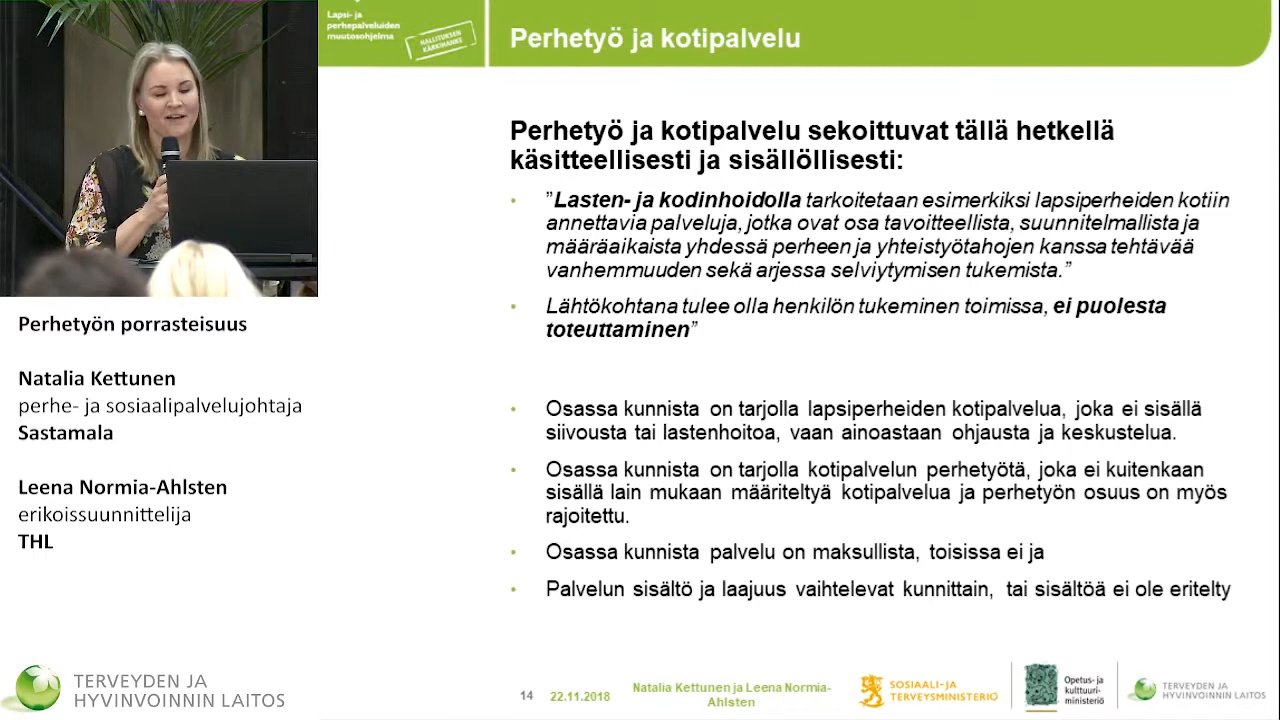 Lapsi- ja
perhepalveluiden
muutosohjelma
HALLITUKSEN
KÄRKIHANKE
Perhetyö ja kotipalvelu
Perhetyö ja kotipalvelu sekoittuvat tällä hetkellä
käsitteellisesti ja sisällöllisesti:
• ”Lasten- ja kodinhoidolla tarkoitetaan esimerkiksi lapsiperheiden kotiin
annettavia palveluja, jotka ovat osa tavoitteellista, suunnitelmallista ja
määräaikaista yhdessä perheen ja yhteistyötahojen kanssa tehtävää
vanhemmuuden sekä arjessa selviytymisen tukemista.”
• Lähtökohtana tulee olla henkilön tukeminen toimissa, ei puolesta
toteuttaminen”
• Osassa kunnista on tarjolla lapsiperheiden kotipalvelua, joka ei sisällä
siivousta tai lastenhoitoa, vaan ainoastaan ohjausta ja keskustelua.
• Osassa kunnista on tarjolla kotipalvelun perhetyötä, joka ei kuitenkaan
sisällä lain mukaan määriteltyä kotipalvelua ja perhetyön osuus on myös
rajoitettu.
• Osassa kunnista palvelu on maksullista, toisissa ei ja
• Palvelun sisältö ja laajuus vaihtelevat kunnittain, tai sisältöä ei ole eritelty
Perhetyön porrasteisuus
Natalia Kettunen
perhe- ja sosiaalipalvelujohtaja
Sastamala
Leena Normia-Ahlsten
erikoissuunnittelija
THL
TERVEYDEN JA
HYVINVOINNIN LAITOS
14
22.11.2018
Natalia Kettunen ja Leena Normia-
Ahlsten
SOSIAALI- JA
TERVEYSMINISTERIÖ
Opetus- ja
kulttuuri-
ministeriö
TERVEYDEN JA
HYVINVOINNIN LAITOS